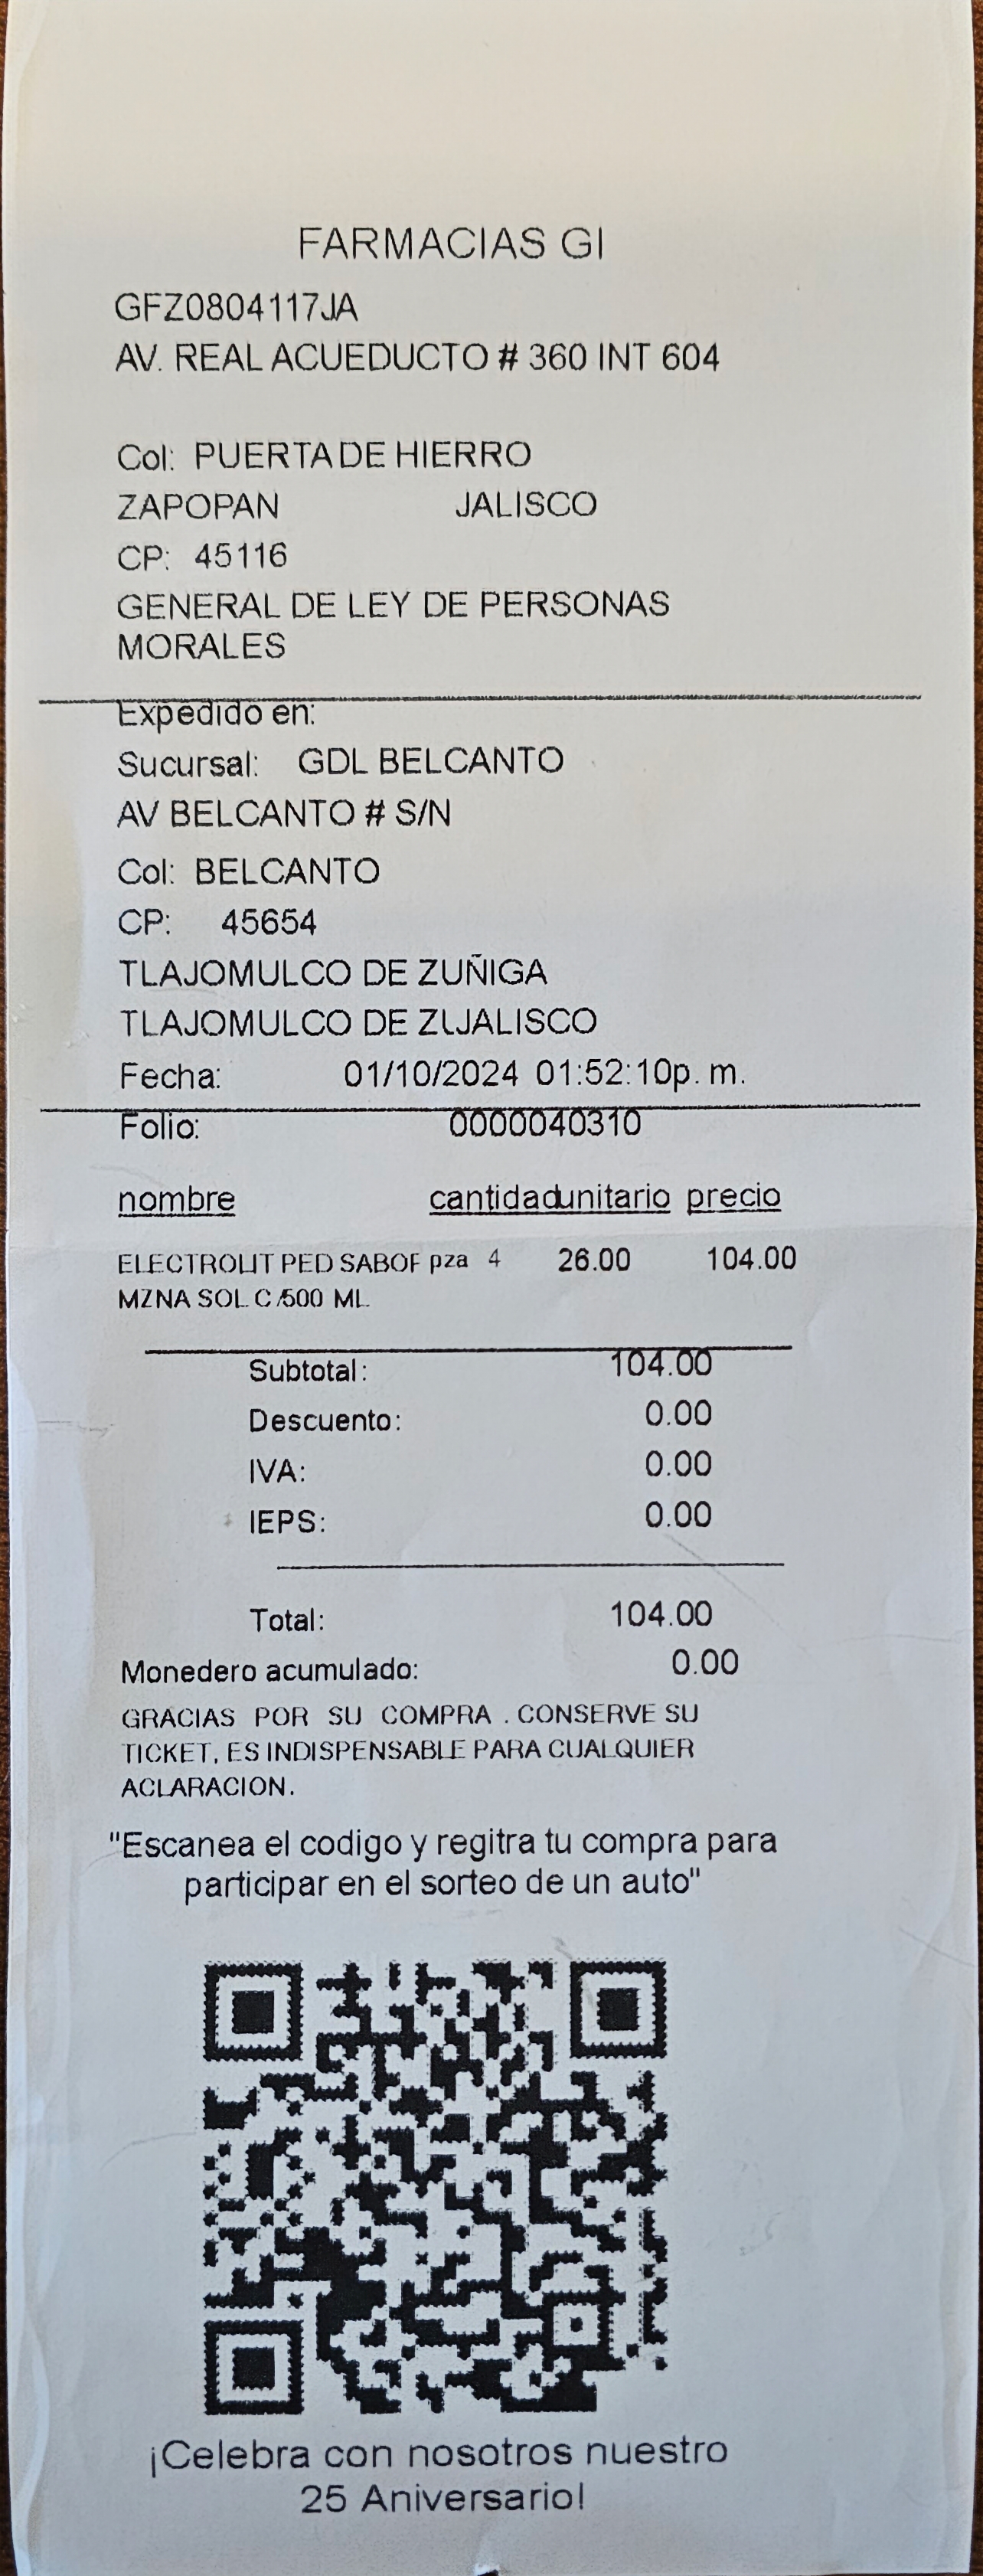 FARMACIAS GI
GFZ0804117JA
AV. REAL ACUEDUCTO # 360 INT 604
Col: PUERTA DE HIERRO
ZAPOPAN JALISCO
CP: 45116
GENERAL DE LEY DE PERSONAS
MORALES
Expedido en:
Sucursal: GDL BELCANTO
AV BELCANTO # S/N
Col: BELCANTO
CP: 45654
TLAJOMULCO DE ZUÑIGA
TLAJOMULCO DE ZUJALISCO
Fecha: 01/10/2024 01:52:10p. m.
Folio: 0000040310
nombre cantidad unitario precio
ELECTROLIT PED SABOF pza 4 26.00 104.00
MZNA SOL C/500 ML
Subtotal: 104.00
Descuento: 0.00
IVA: 0.00
IEPS: 0.00
Total: 104.00
Monedero acumulado: 0.00
GRACIAS POR SU COMPRA . CONSERVE SU
TICKET, ES INDISPENSABLE PARA CUALQUIER
ACLARACION.
"Escanea el codigo y regitra tu compra para
participar en el sorteo de un auto"
¡Celebra con nosotros nuestro
25 Aniversario!